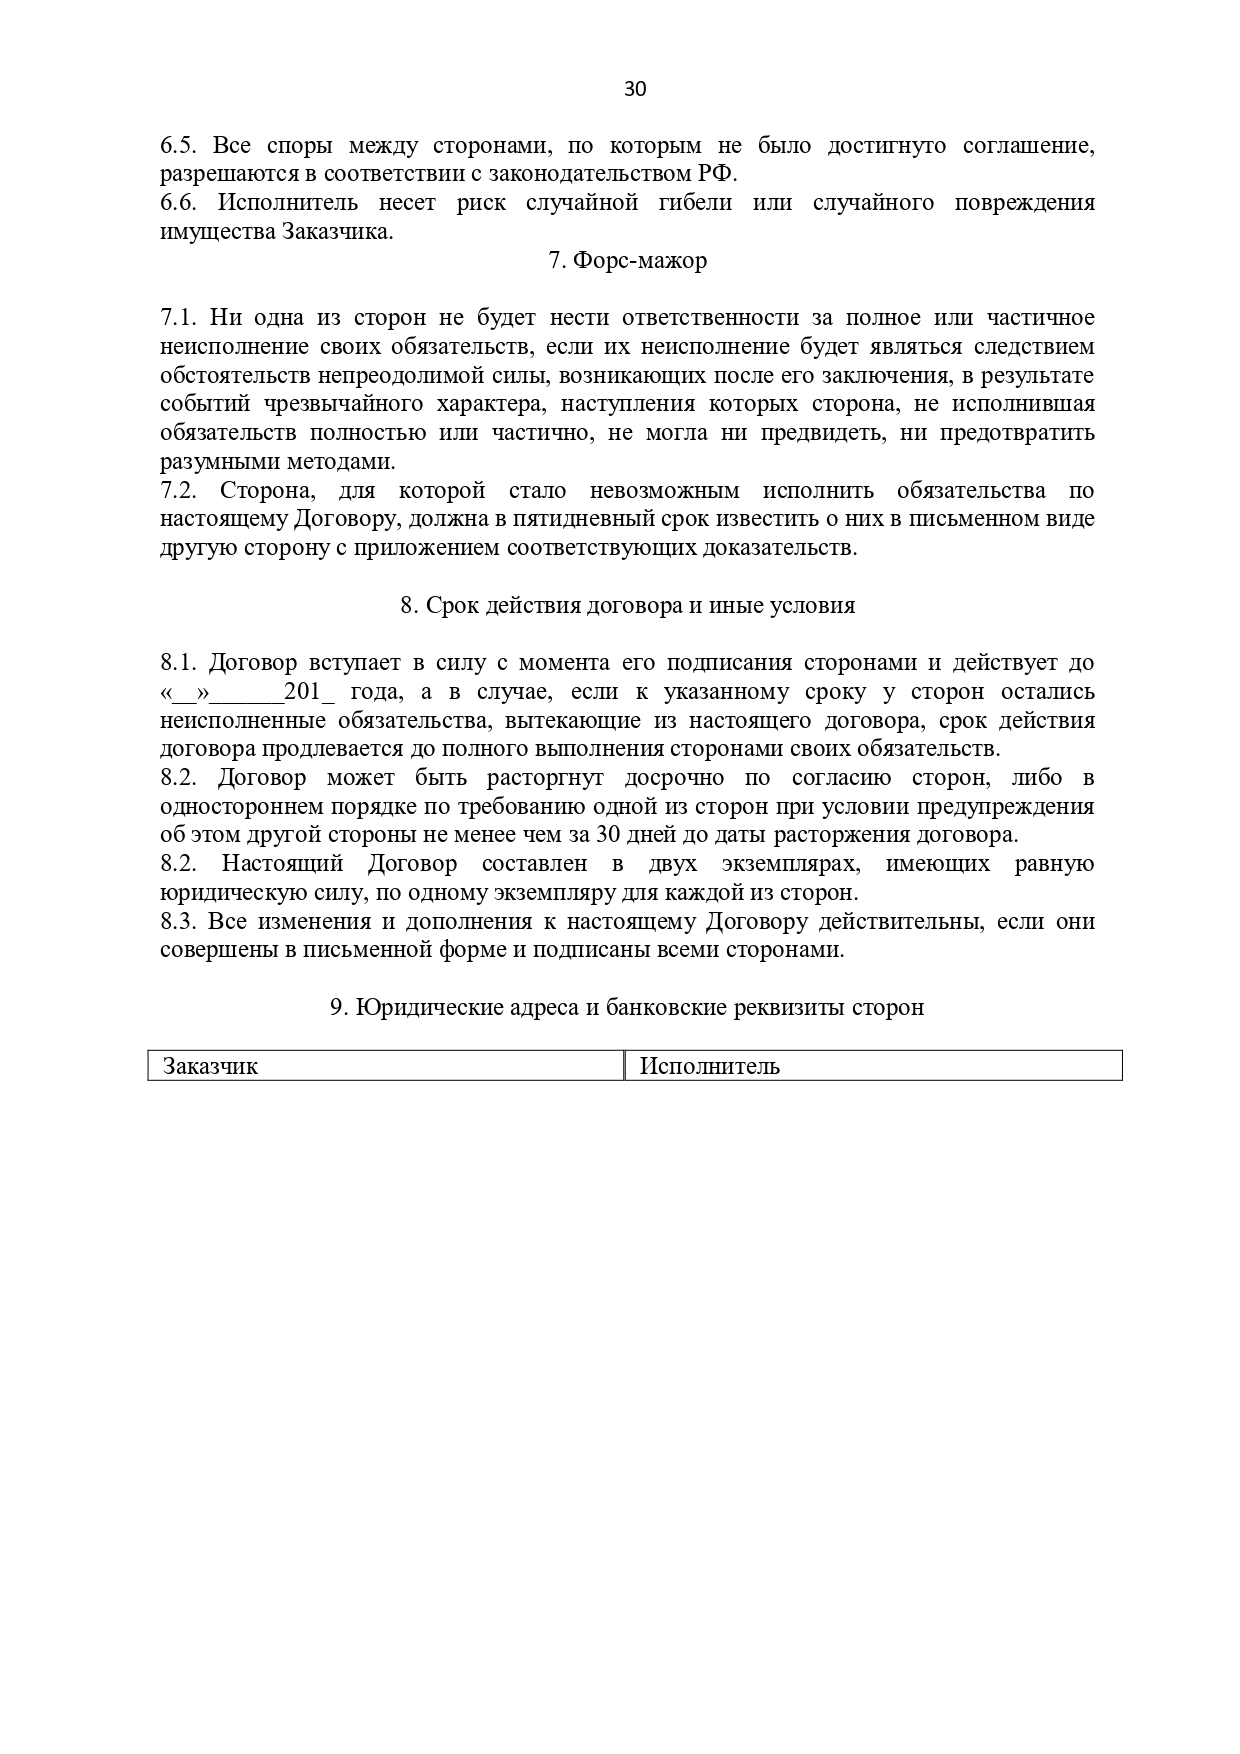 30
6.5. Все споры между сторонами, по которым не было достигнуто соглашение,
разрешаются в соответствии с законодательством РФ.
6.6. Исполнитель несет риск случайной гибели или случайного повреждения
имущества Заказчика.
7. Форс-мажор
7.1. Ни одна из сторон не будет нести ответственности за полное или частичное
неисполнение своих обязательств, если их неисполнение будет являться следствием
обстоятельств непреодолимой силы, возникающих после его заключения, в результате
событий чрезвычайного характера, наступления которых сторона, не исполнившая
обязательств полностью или частично, не могла ни предвидеть, ни предотвратить
разумными методами.
7.2. Сторона, для которой стало невозможным исполнить обязательства по
настоящему Договору, должна в пятидневный срок известить о них в письменном виде
другую сторону с приложением соответствующих доказательств.
8. Срок действия договора и иные условия
8.1. Договор вступает в силу с момента его подписания сторонами и действует до
«__»______201_ года, а в случае, если к указанному сроку у сторон остались
неисполненные обязательства, вытекающие из настоящего договора, срок действия
договора продлевается до полного выполнения сторонами своих обязательств.
8.2. Договор может быть расторгнут досрочно по согласию сторон, либо в
одностороннем порядке по требованию одной из сторон при условии предупреждения
об этом другой стороны не менее чем за 30 дней до даты расторжения договора.
8.2. Настоящий Договор составлен в двух экземплярах, имеющих равную
юридическую силу, по одному экземпляру для каждой из сторон.
8.3. Все изменения и дополнения к настоящему Договору действительны, если они
совершены в письменной форме и подписаны всеми сторонами.
9. Юридические адреса и банковские реквизиты сторон
Заказчик
Исполнитель